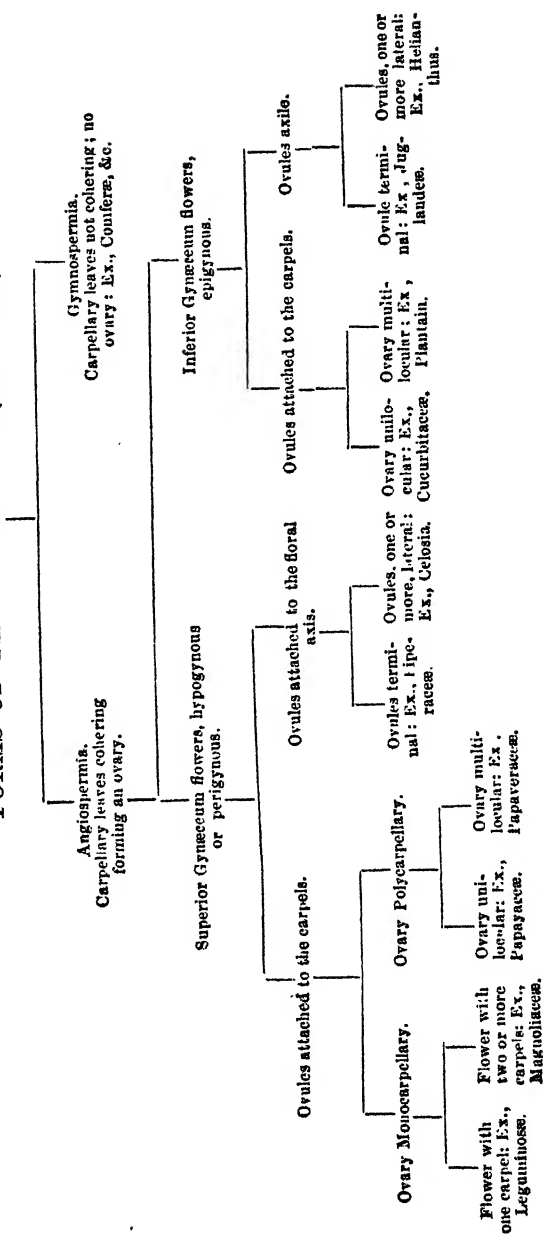 Angiospermia.
Carpellary leaves cohering
forming an ovary.
Gymnospermia.
Carpellary leaves not cohering; no
ovary: Ex., Coniferæ, &c.
Superior Gynæceum flowers, hypogynous
or perigynous.
Inferior Gynæceum flowers,
epigynous.
Ovules attached to the carpels.
Ovules attached to the floral
axis.
Ovules attached to the carpels.
Ovules axile.
Ovary Monocarpellary.
Ovary Polycarpellary.
Flower with
one carpel: Ex.,
Leguminosæ.
Flower with
two or more
carpels: Ex.,
Magnoliaceæ.
Ovary uni-
locular: Ex.,
Papayaceæ.
Ovary multi-
locular: Ex.,
Papaveraceæ.
Ovules termi-
nal: Ex., Pipe-
raceæ.
Ovules, one or
more, lateral:
Ex., Celosia.
Ovary unilo-
cular: Ex.,
Cucurbitaceæ.
Ovary multi-
locular: Ex,
Plantain.
Ovule termi-
nal: Ex, Jug-
landeæ.
Ovules, one or
more lateral:
Ex., Helian-
thus.